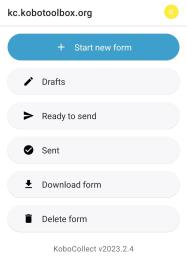 kc.kobotoolbox.org
+ Start new form
Drafts
Ready to send
Sent
Download form
Delete form
KoboCollect v2023.2.4